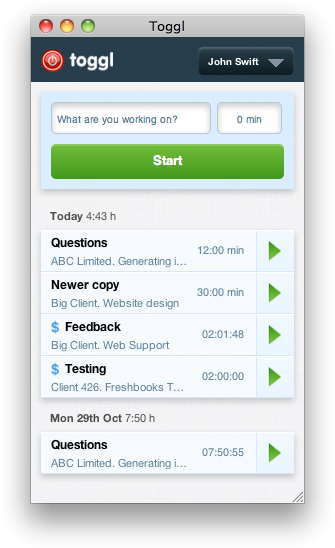 Toggl
toggl
John Swift
What are you working on?
0 min
Start
Today 4:43 h
Questions
12:00 min
ABC Limited. Generating i...
Newer copy
30:00 min
Big Client. Website design
$ Feedback
02:01:48
Big Client. Web Support
$ Testing
02:00:00
Client 426. Freshbooks T...
Mon 29th Oct 7:50 h
Questions
07:50:55
ABC Limited. Generating i...